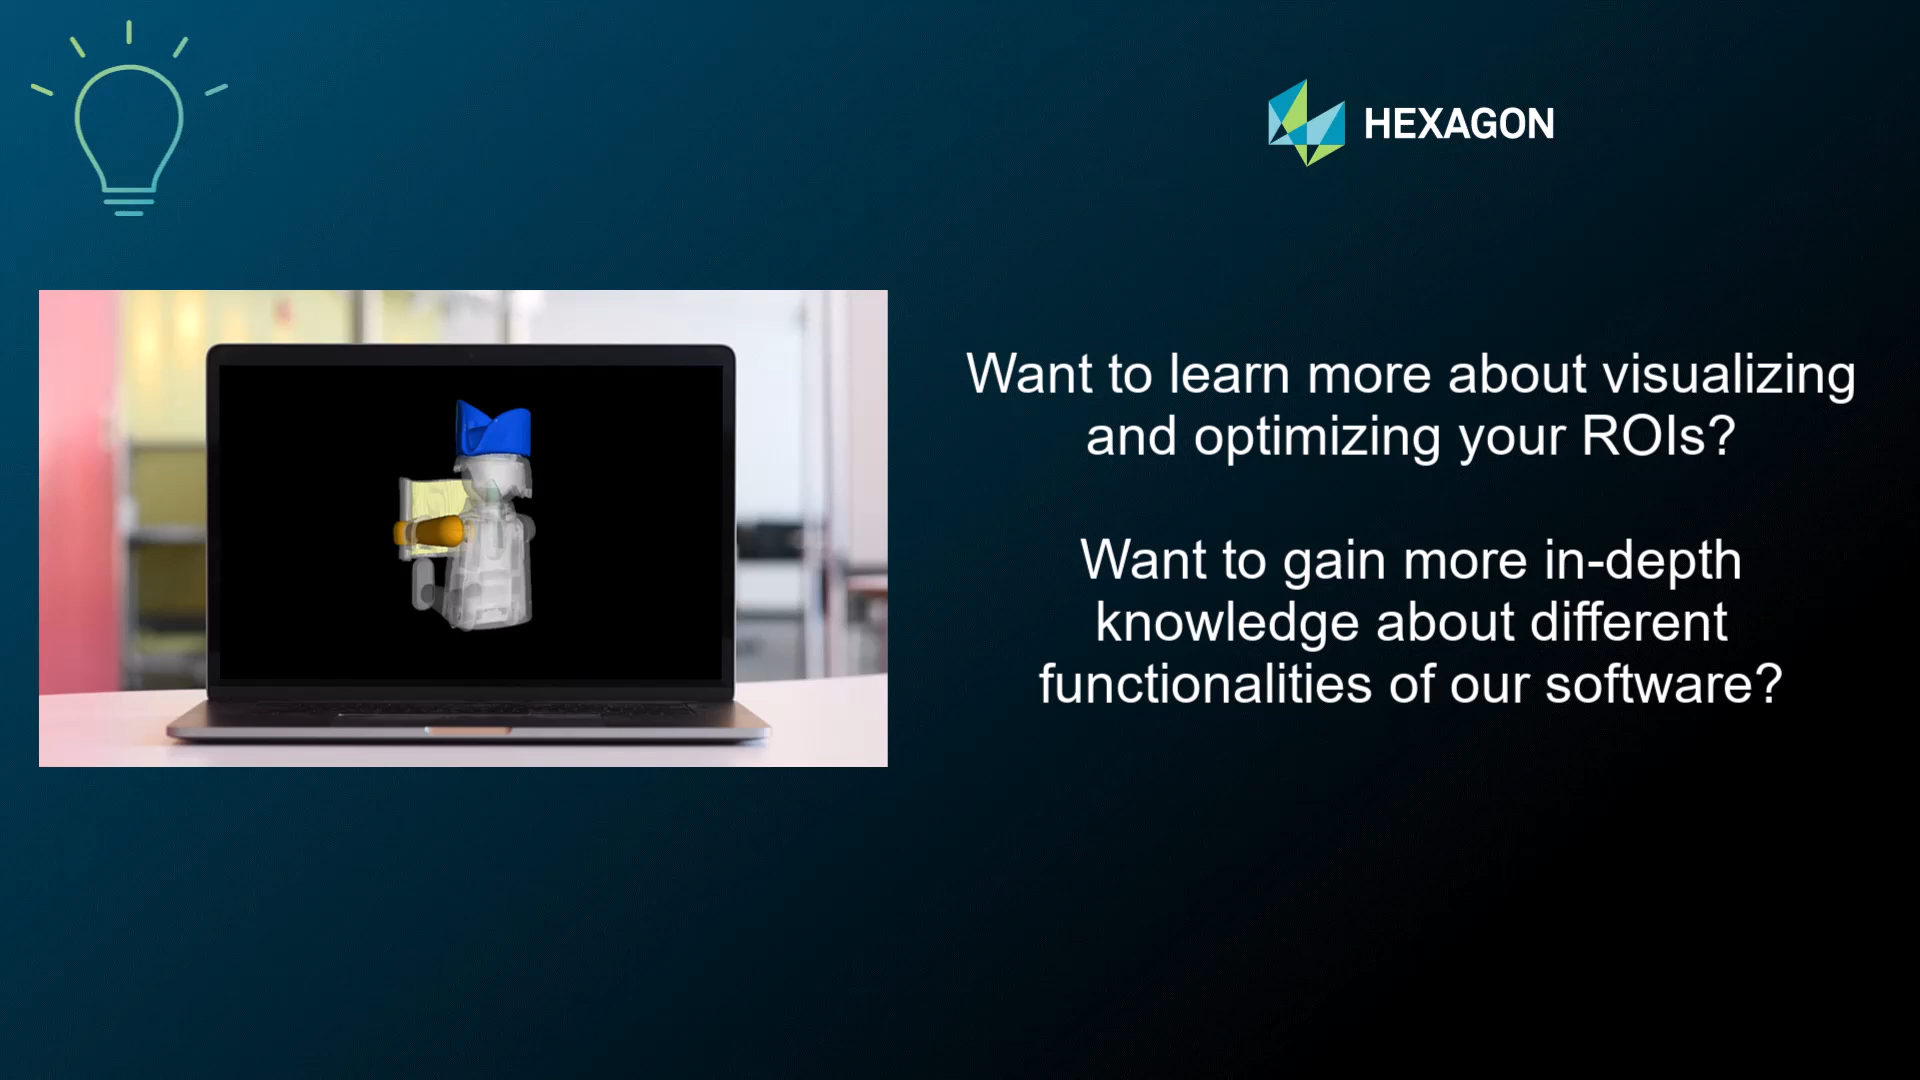 HEXAGON
Want to learn more about visualizing
and optimizing your ROIs?
Want to gain more in-depth
knowledge about different
functionalities of our software?